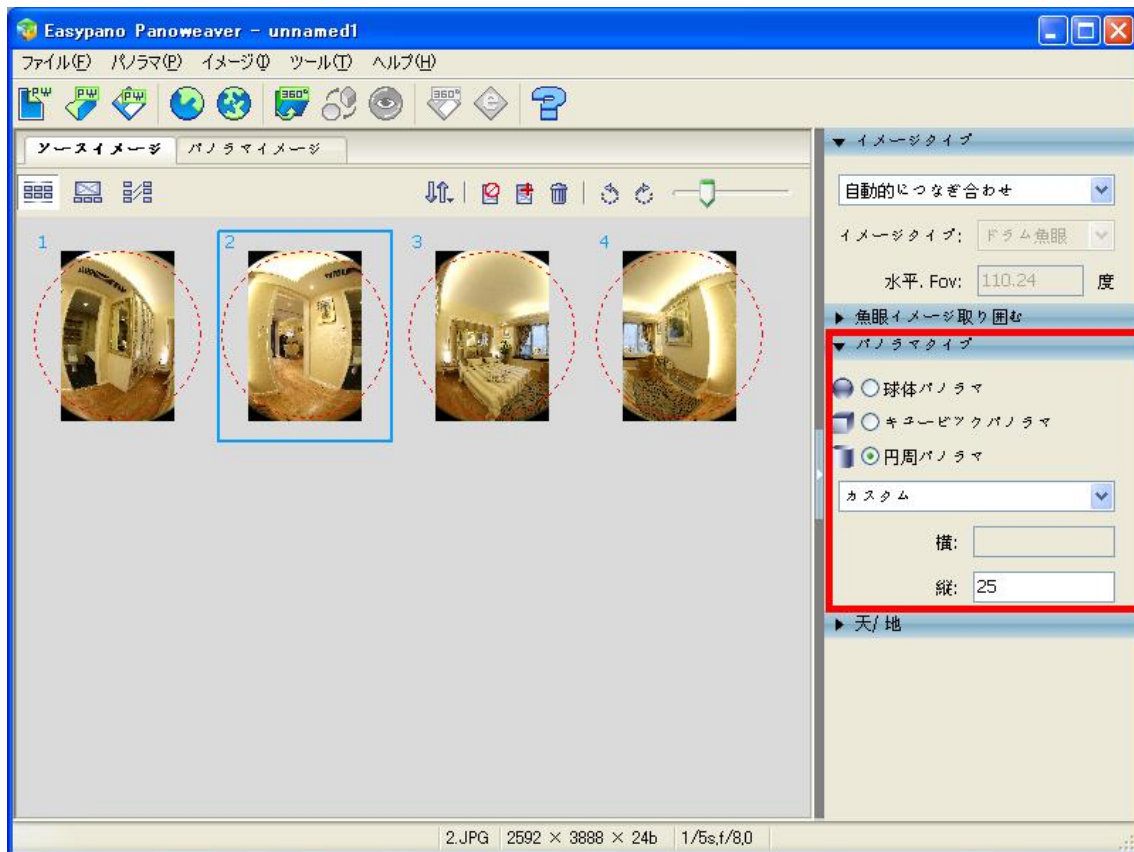 Easypano Panoweaver - unnamed1
ファイル(F) パノラマ(P) イメージ(I) ツール(T) ヘルプ(H)
PW PW PW 360° 360° e ?
ソースイメージ パノラマイメージ
1 2 3 4
2.JPG 2592 × 3888 × 24b 1/5s,f/8.0
イメージタイプ
自動的につなぎ合わせ
イメージタイプ: ドラム魚眼
水平. Fov: 110.24 度
魚眼イメージ取り囲む
パノラマタイプ
球体パノラマ
キュービックパノラマ
円周パノラマ
カスタム
横:
縦: 25
天/地